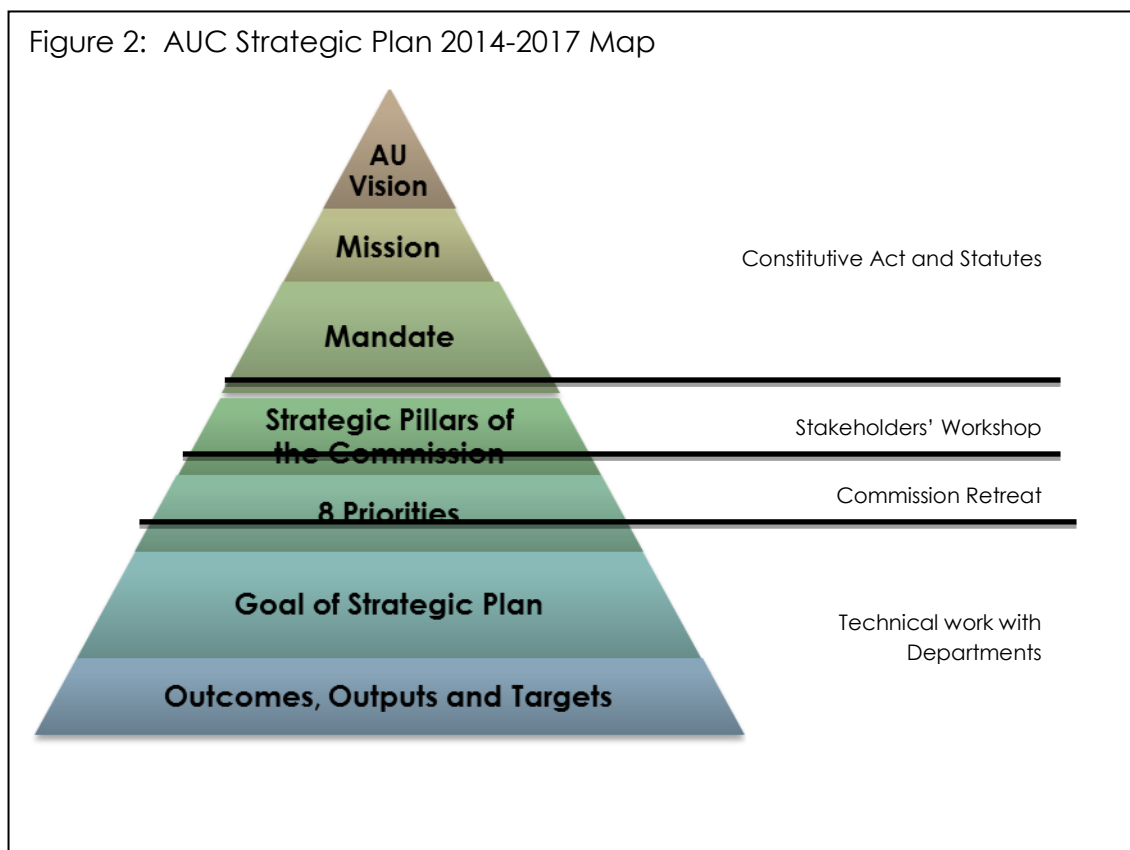 Figure 2:  AUC Strategic Plan 2014-2017 Map
AU
Vision
Mission
Constitutive Act and Statutes
Mandate
Strategic Pillars of
the Commission
Stakeholders’ Workshop
8 Priorities
Commission Retreat
Goal of Strategic Plan
Technical work with
Departments
Outcomes, Outputs and Targets